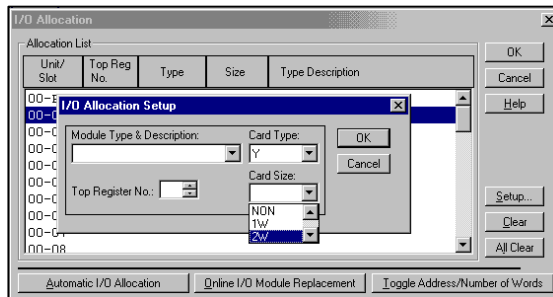 I/O Allocation
Allocation List
Unit/ Slot
Top Reg No.
Type
Size
Type Description
OK
Cancel
Help
I/O Allocation Setup
Module Type & Description:
Card Type:
Y
OK
Cancel
Top Register No.:
Card Size:
NON
1W
2W
00-08
Setup...
Clear
All Clear
Automatic I/O Allocation
Online I/O Module Replacement
Toggle Address/Number of Words